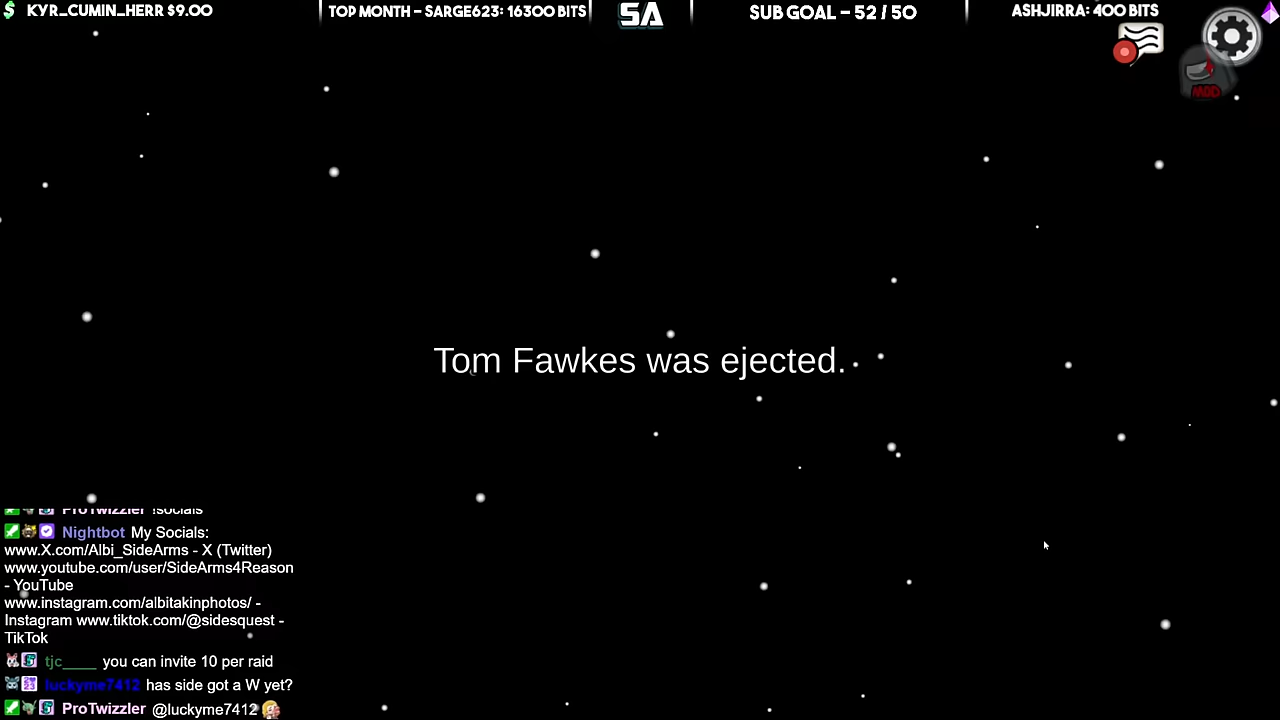 $ KYR_CUMIN_HERR $9.00
TOP MONTH - SARGE623: 16300 BITS
SA
SUB GOAL - 52 / 50
ASHJIRRA: 400 BITS
MOD
Tom Fawkes was ejected.
ProTwizzler !socials
Nightbot My Socials:
www.X.com/Albi_SideArms - X (Twitter)
www.youtube.com/user/SideArms4Reason
- YouTube
www.instagram.com/albitakinphotos/ -
Instagram www.tiktok.com/@sidesquest -
TikTok
tjc____ you can invite 10 per raid
luckyme7412 has side got a W yet?
ProTwizzler @luckyme7412